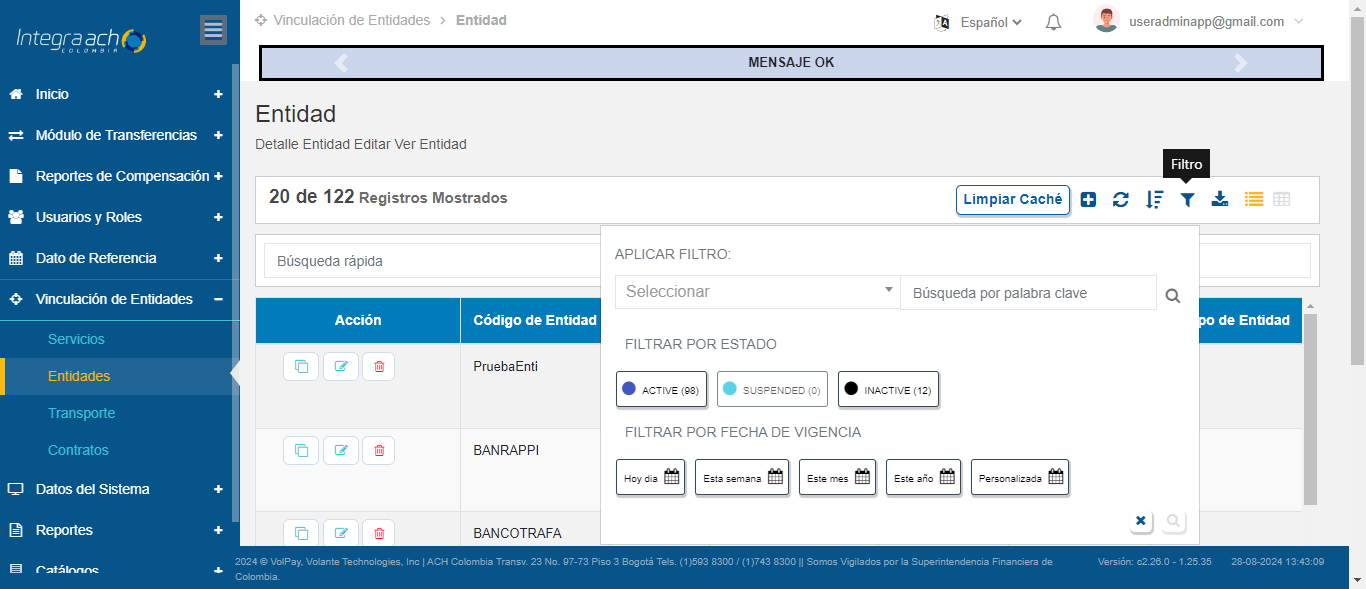 Integra ach
COLOMBIA
Inicio
Módulo de Transferencias
Reportes de Compensación
Usuarios y Roles
Dato de Referencia
Vinculación de Entidades
Servicios
Entidades
Transporte
Contratos
Datos del Sistema
Reportes
Catálogos
Vinculación de Entidades > Entidad
Español
useradminapp@gmail.com
MENSAJE OK
Entidad
Detalle Entidad Editar Ver Entidad
Filtro
20 de 122 Registros Mostrados
Limpiar Caché
Búsqueda rápida
APLICAR FILTRO:
Seleccionar
Búsqueda por palabra clave
FILTRAR POR ESTADO
ACTIVE (98)
SUSPENDED (0)
INACTIVE (12)
FILTRAR POR FECHA DE VIGENCIA
Hoy dia
Esta semana
Este mes
Este año
Personalizada
Acción
Código de Entidad
po de Entidad
PruebaEnti
BANRAPPI
BANCOTRAFA
2024 © VolPay, Volante Technologies, Inc | ACH Colombia Transv. 23 No. 97-73 Piso 3 Bogotá Tels. (1)593 8300 / (1)743 8300 || Somos Vigilados por la Superintendencia Financiera de
Colombia.
Versión: c2.26.0 - 1.25.35
28-08-2024 13:43:09